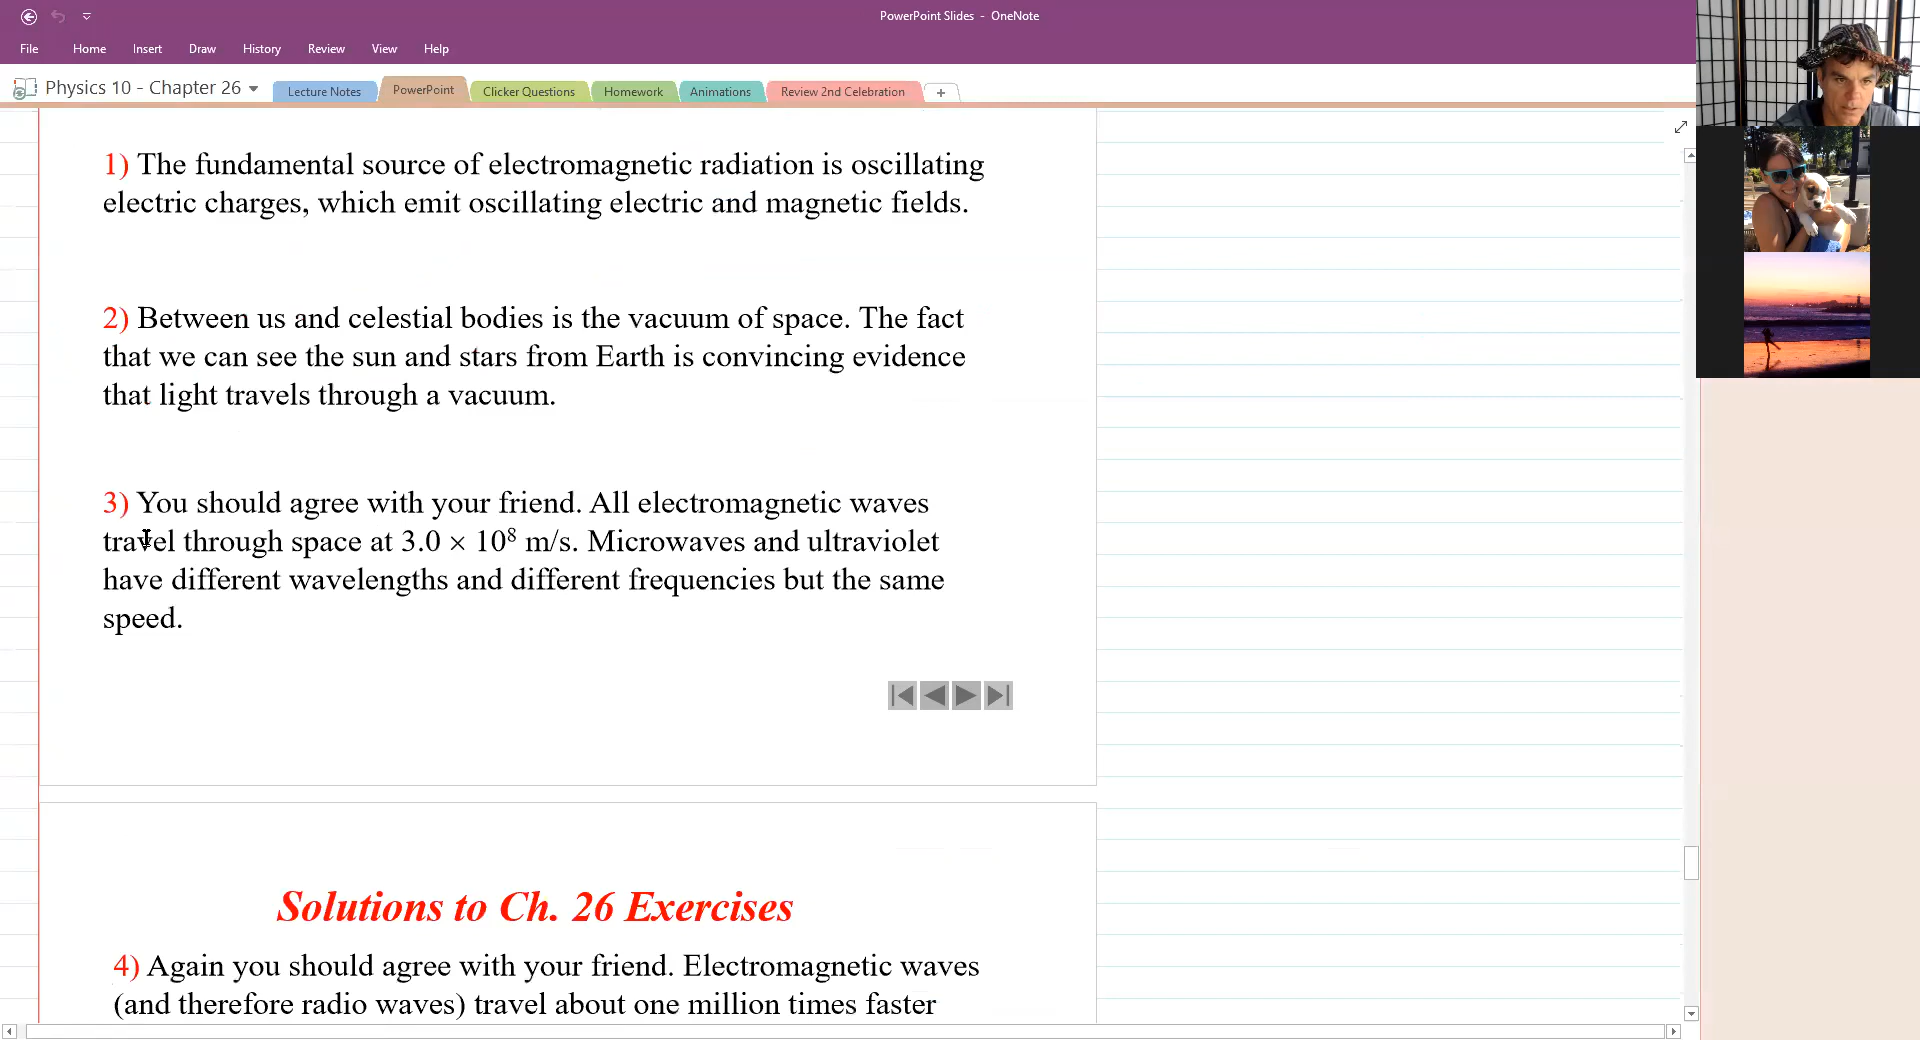 PowerPoint Slides - OneNote
File Home Insert Draw History Review View Help
Physics 10 - Chapter 26 Lecture Notes PowerPoint Clicker Questions Homework Animations Review 2nd Celebration +
1) The fundamental source of electromagnetic radiation is oscillating
electric charges, which emit oscillating electric and magnetic fields.
2) Between us and celestial bodies is the vacuum of space. The fact
that we can see the sun and stars from Earth is convincing evidence
that light travels through a vacuum.
3) You should agree with your friend. All electromagnetic waves
travel through space at 3.0 × 10⁸ m/s. Microwaves and ultraviolet
have different wavelengths and different frequencies but the same
speed.
Solutions to Ch. 26 Exercises
4) Again you should agree with your friend. Electromagnetic waves
(and therefore radio waves) travel about one million times faster